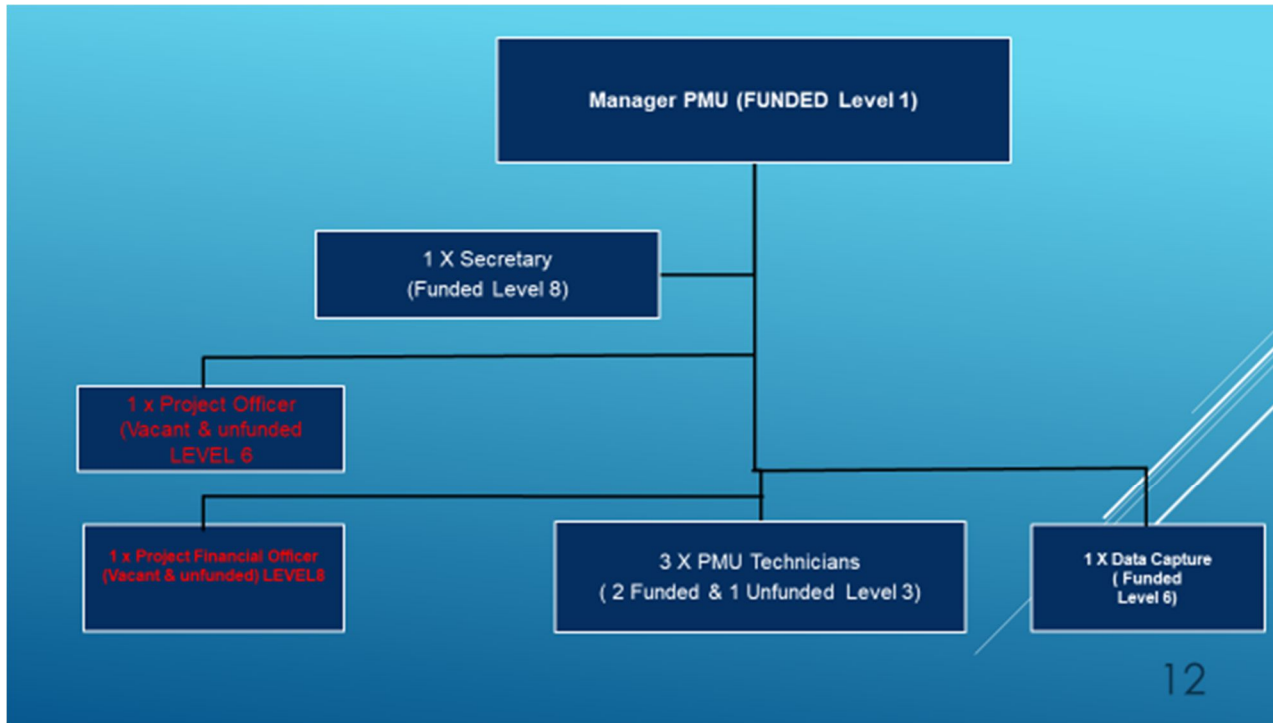 Manager PMU (FUNDED Level 1)
1 X Secretary
(Funded Level 8)
1 x Project Officer
(Vacant & unfunded
LEVEL 6
1 x Project Financial Officer
(Vacant & unfunded) LEVEL8
3 X PMU Technicians
( 2 Funded & 1 Unfunded Level 3)
1 X Data Capture
( Funded
Level 6)
12